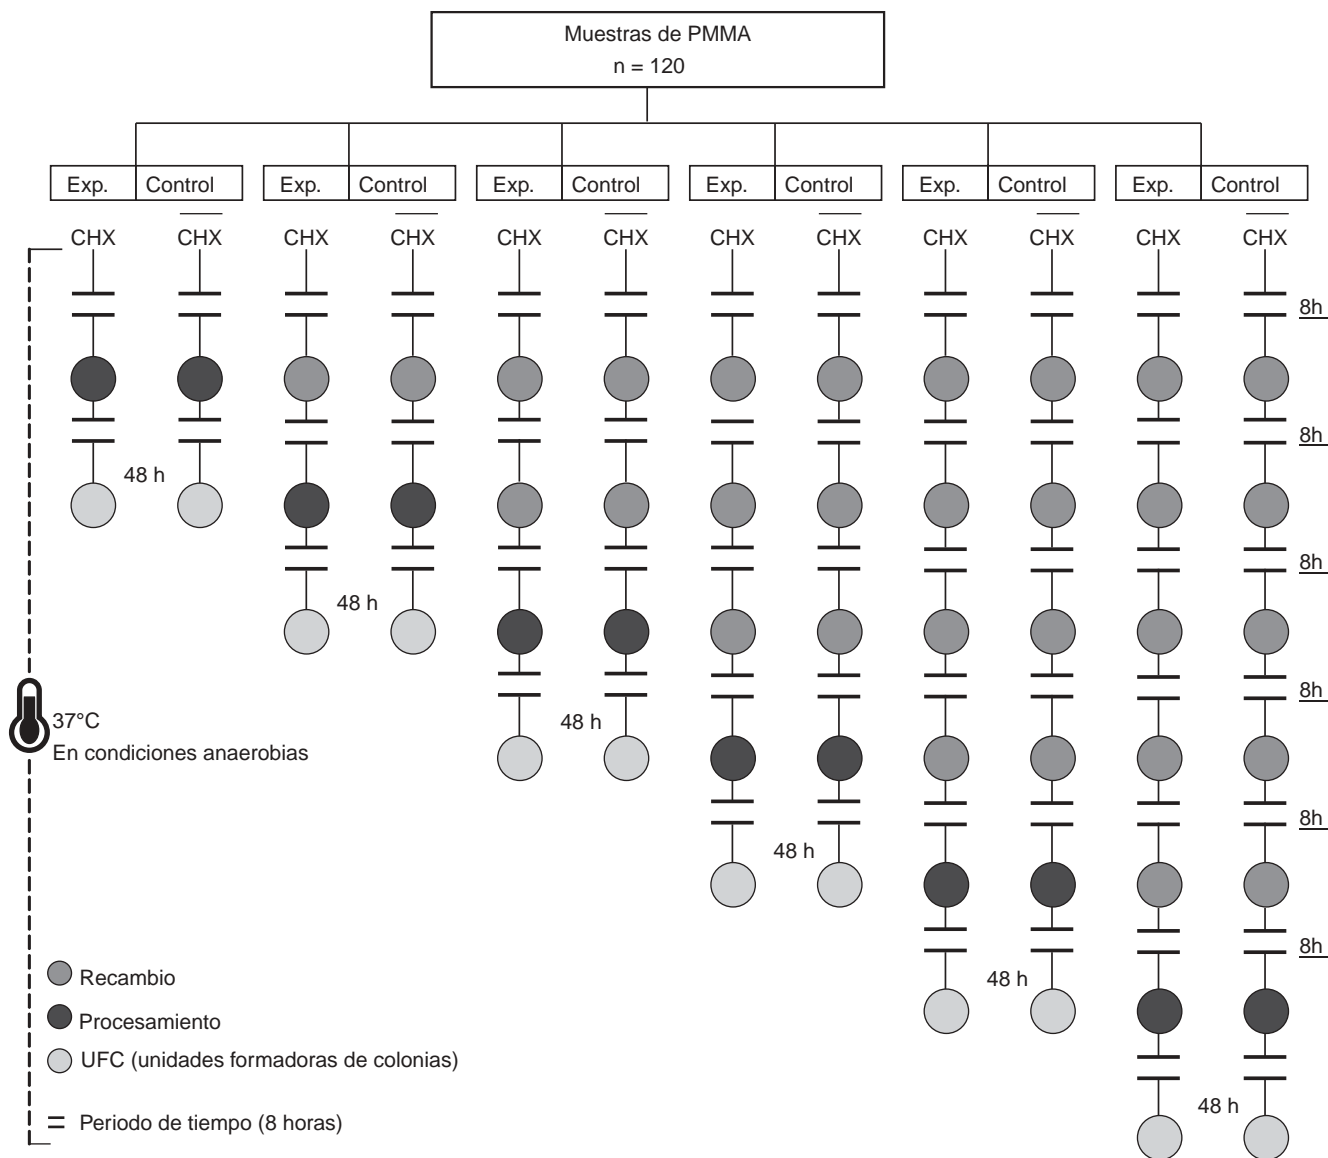 Muestras de PMMA
n = 120
Exp. Control Exp. Control Exp. Control Exp. Control Exp. Control Exp. Control
CHX CHX CHX CHX CHX CHX CHX CHX CHX CHX CHX CHX
8h
8h
48 h
8h
48 h
8h
37°C
48 h
En condiciones anaerobias
8h
48 h
8h
Recambio
48 h
Procesamiento
UFC (unidades formadoras de colonias)
48 h
Periodo de tiempo (8 horas)